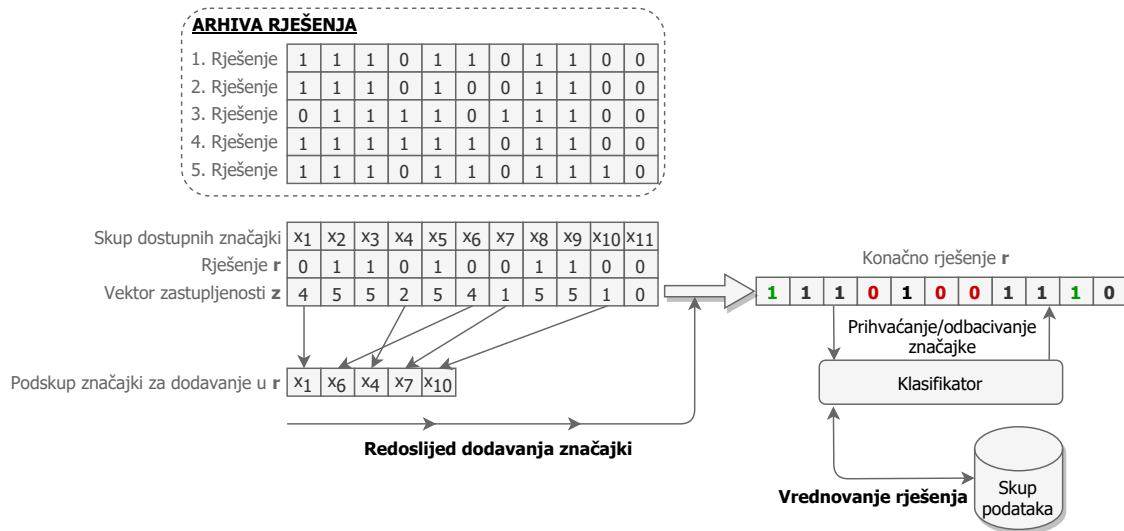 ARHIVA RJEŠENJA
1. Rješenje 1 1 1 0 1 1 0 1 1 0 0
2. Rješenje 1 1 1 0 1 0 0 1 1 0 0
3. Rješenje 0 1 1 1 1 0 1 1 1 0 0
4. Rješenje 1 1 1 1 1 1 0 1 1 0 0
5. Rješenje 1 1 1 0 1 1 0 1 1 1 0
Skup dostupnih značajki x1 x2 x3 x4 x5 x6 x7 x8 x9 x10 x11
Rješenje r 0 1 1 0 1 0 0 1 1 0 0
Vektor zastupljenosti z 4 5 5 2 5 4 1 5 5 1 0
Podskup značajki za dodavanje u r x1 x6 x4 x7 x10
Redoslijed dodavanja značajki
Konačno rješenje r
1 1 1 0 1 0 0 1 1 1 0
Prihvaćanje/odbacivanje
značajke
Klasifikator
Vrednovanje rješenja
Skup
podataka